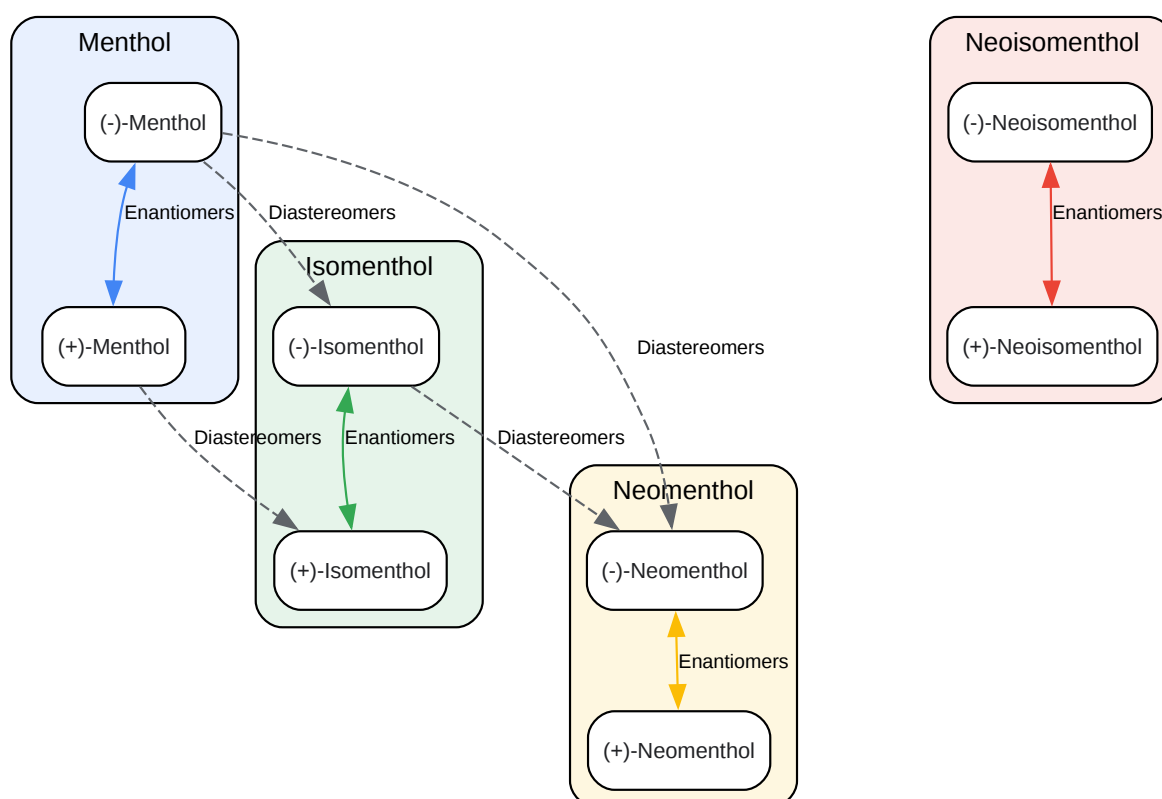 Menthol
Neoisomenthol
(-)-Menthol
(-)-Neoisomenthol
Enantiomers
Diastereomers
Enantiomers
Isomenthol
(+)-Menthol
(-)-Isomenthol
Diastereomers
(+)-Neoisomenthol
Diastereomers
Enantiomers
Diastereomers
Neomenthol
(+)-Isomenthol
(-)-Neomenthol
Enantiomers
(+)-Neomenthol